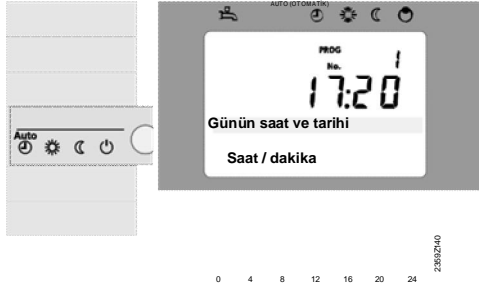 AUTO (OTOMATİK)
PROG
No.
1
17:20
Günün saat ve tarihi
Saat / dakika
Auto
2359Z140
0 4 8 12 16 20 24